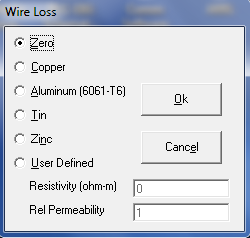 Wire Loss
Zero
Copper
Aluminum (6061-T6)
Ok
Tin
Zinc
Cancel
User Defined
Resistivity (ohm-m) 0
Rel Permeability 1